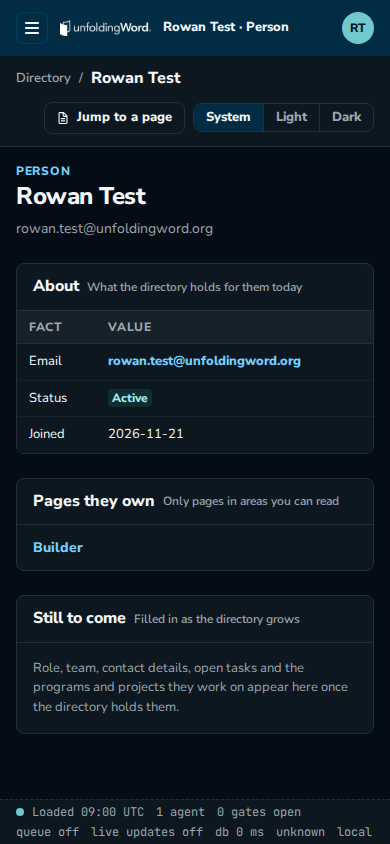 unfoldingWord. Rowan Test · Person RT
Directory / Rowan Test
Jump to a page System Light Dark
PERSON
Rowan Test
rowan.test@unfoldingword.org
About What the directory holds for them today
FACT VALUE
Email rowan.test@unfoldingword.org
Status Active
Joined 2026-11-21
Pages they own Only pages in areas you can read
Builder
Still to come Filled in as the directory grows
Role, team, contact details, open tasks and the
programs and projects they work on appear here once
the directory holds them.
Loaded 09:00 UTC 1 agent 0 gates open
queue off live updates off db 0 ms unknown local